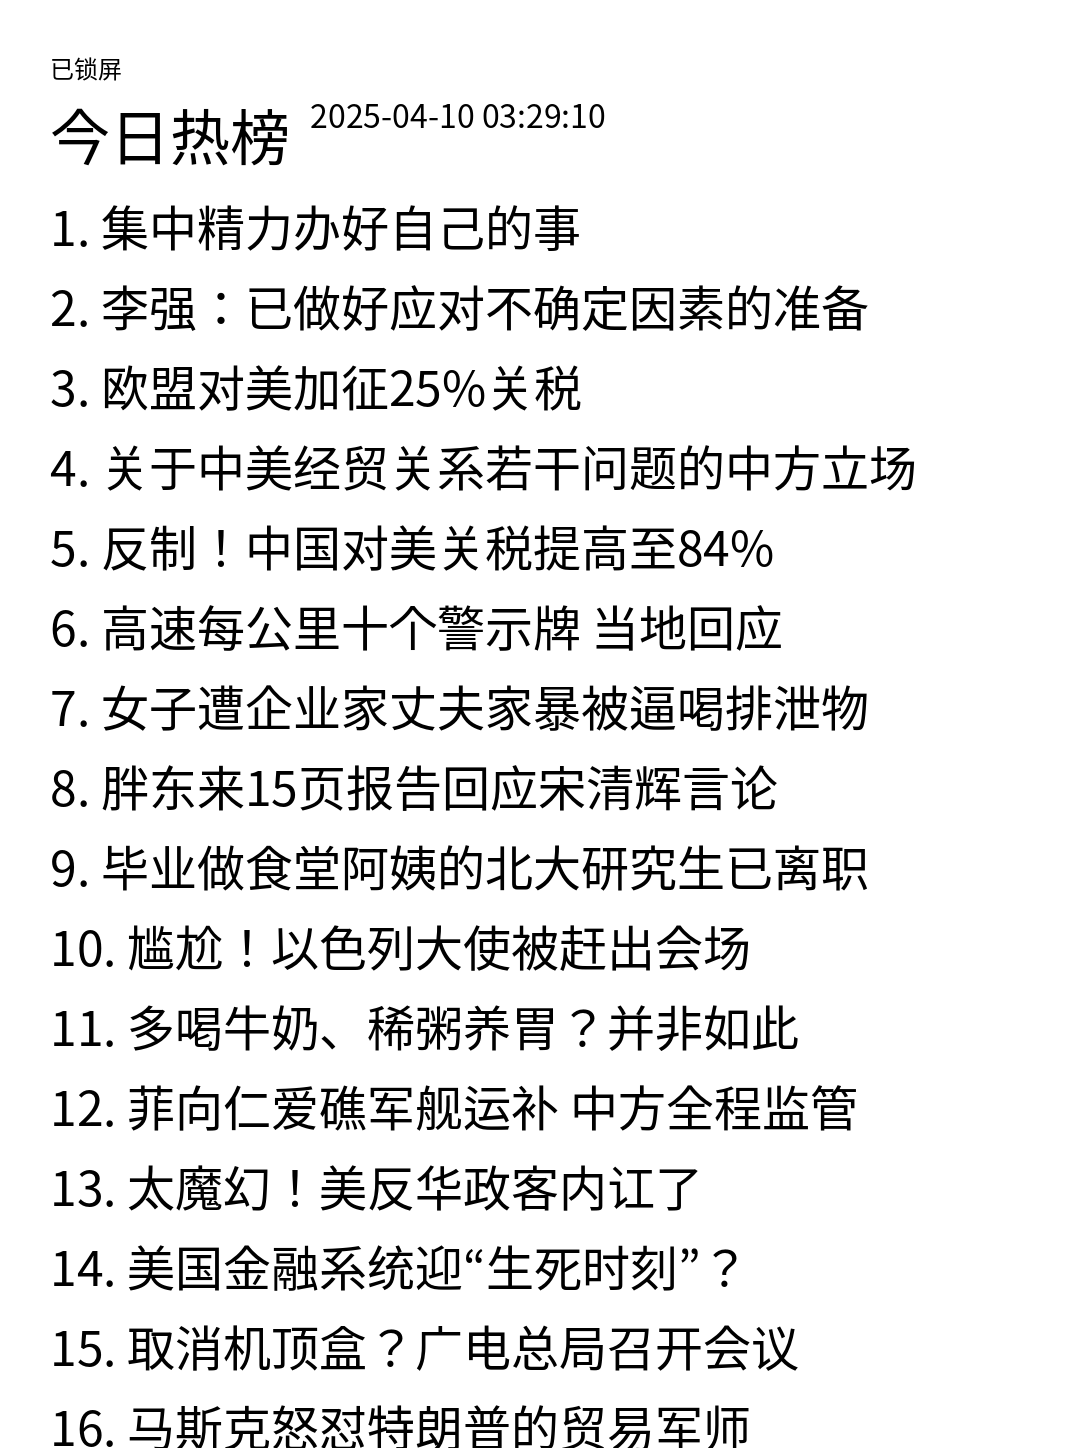 已锁屏
今日热榜 2025-04-10 03:29:10
1. 集中精力办好自己的事
2. 李强：已做好应对不确定因素的准备
3. 欧盟对美加征25%关税
4. 关于中美经贸关系若干问题的中方立场
5. 反制！中国对美关税提高至84%
6. 高速每公里十个警示牌 当地回应
7. 女子遭企业家丈夫家暴被逼喝排泄物
8. 胖东来15页报告回应宋清辉言论
9. 毕业做食堂阿姨的北大研究生已离职
10. 尴尬！以色列大使被赶出会场
11. 多喝牛奶、稀粥养胃？并非如此
12. 菲向仁爱礁军舰运补 中方全程监管
13. 太魔幻！美反华政客内讧了
14. 美国金融系统迎“生死时刻”？
15. 取消机顶盒？广电总局召开会议
16. 马斯克怒怼特朗普的贸易军师